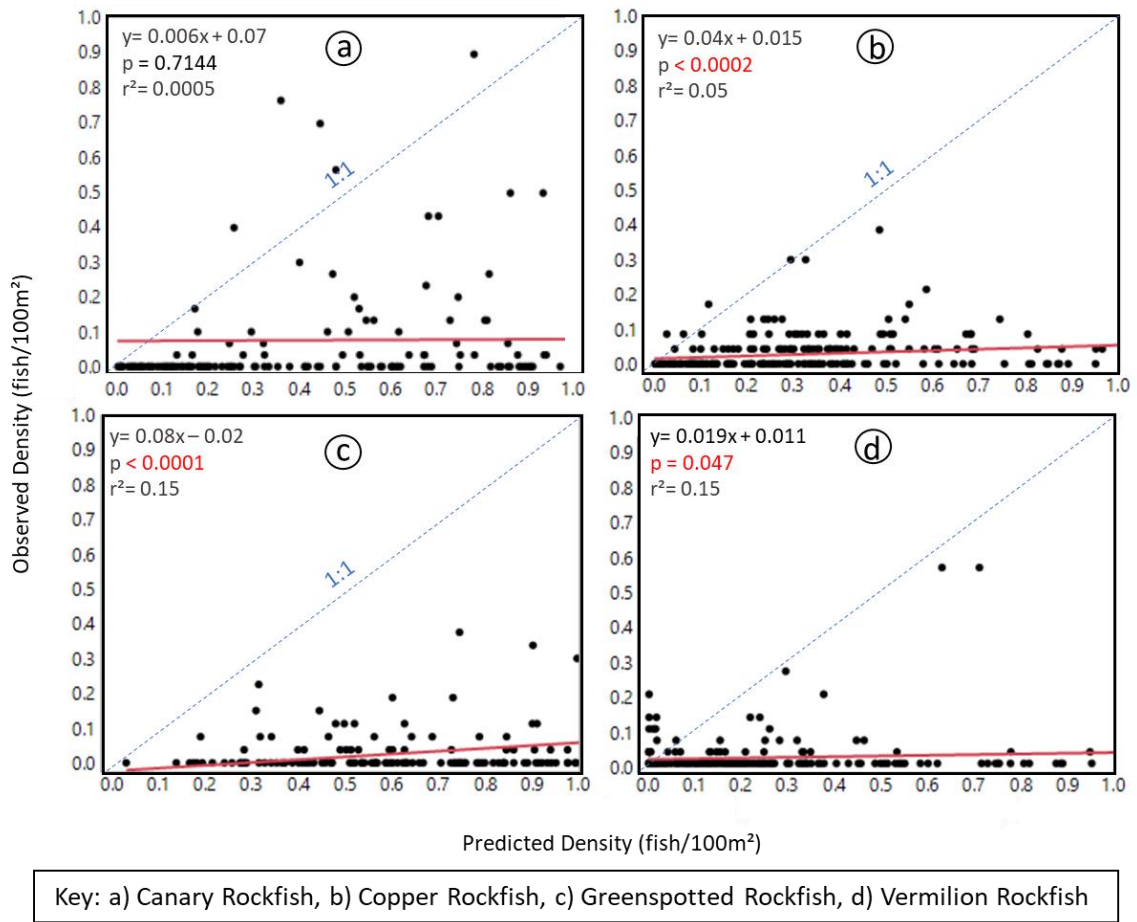 y= 0.006x + 0.07
p = 0.7144
r²= 0.0005
a
1:1
1.0
0.9
0.8
0.7
0.6
0.5
0.4
0.3
0.2
0.1
0.0
0.0 0.1 0.2 0.3 0.4 0.5 0.6 0.7 0.8 0.9 1.0
y= 0.04x + 0.015
p < 0.0002
r²= 0.05
b
1:1
1.0
0.9
0.8
0.7
0.6
0.5
0.4
0.3
0.2
0.1
0.0
0.0 0.1 0.2 0.3 0.4 0.5 0.6 0.7 0.8 0.9 1.0
y= 0.08x – 0.02
p < 0.0001
r²= 0.15
c
1:1
1.0
0.9
0.8
0.7
0.6
0.5
0.4
0.3
0.2
0.1
0.0
0.0 0.1 0.2 0.3 0.4 0.5 0.6 0.7 0.8 0.9 1.0
y= 0.019x + 0.011
p = 0.047
r²= 0.15
d
1.0
0.9
0.8
0.7
0.6
0.5
0.4
0.3
0.2
0.1
0.0
0.0 0.1 0.2 0.3 0.4 0.5 0.6 0.7 0.8 0.9 1.0
Observed Density (fish/100m²)
Predicted Density (fish/100m²)
Key: a) Canary Rockfish, b) Copper Rockfish, c) Greenspotted Rockfish, d) Vermilion Rockfish